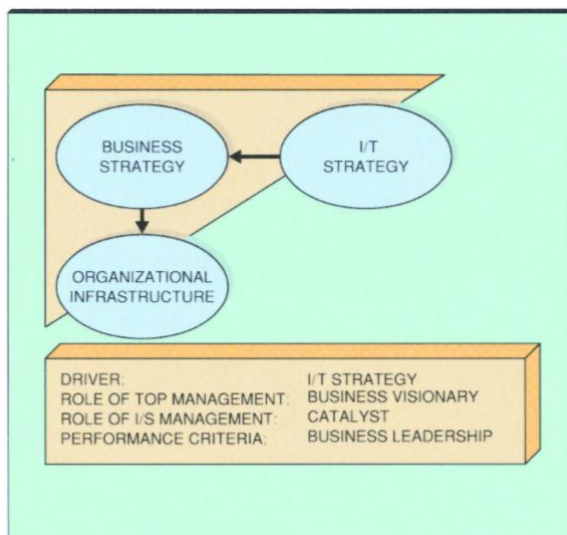 BUSINESS
STRATEGY
I/T
STRATEGY
ORGANIZATIONAL
INFRASTRUCTURE
DRIVER: I/T STRATEGY
ROLE OF TOP MANAGEMENT: BUSINESS VISIONARY
ROLE OF I/S MANAGEMENT: CATALYST
PERFORMANCE CRITERIA: BUSINESS LEADERSHIP